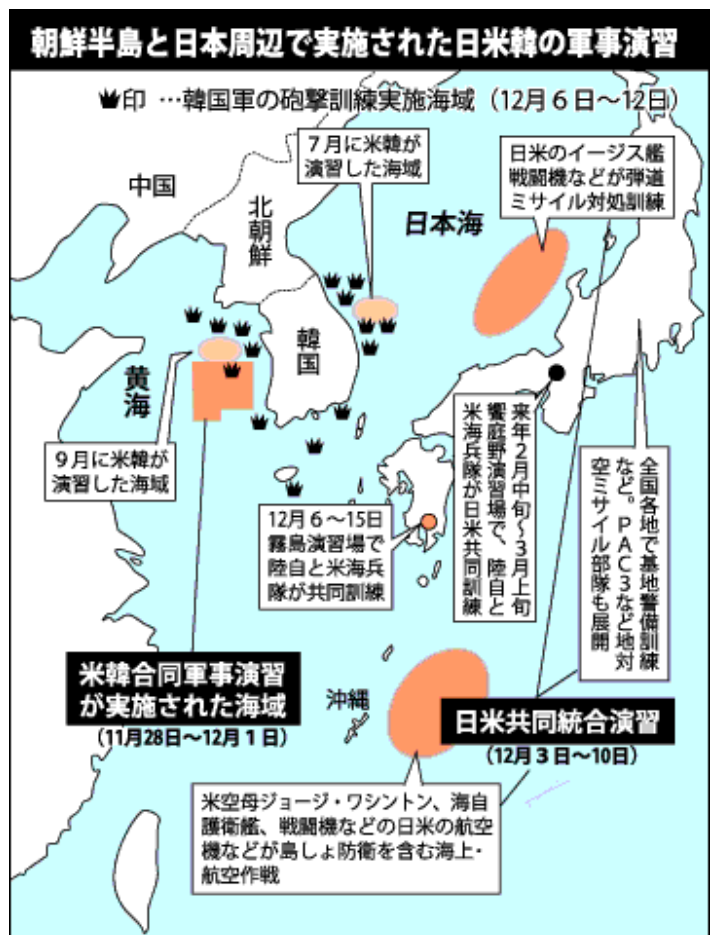 朝鮮半島と日本周辺で実施された日米韓の軍事演習
印 …韓国軍の砲撃訓練実施海域（12月６日〜12日）
７月に米韓が
演習した海域
日米のイージス艦
戦闘機などが弾道
ミサイル対処訓練
中国
北朝鮮
日本海
韓国
黄海
９月に米韓が
演習した海域
12月６〜15日
霧島演習場で
陸自と米海兵
隊が共同訓練
来年２月中旬〜３月上旬
饗庭野演習場で、陸自と
米海兵隊が日米共同訓練
全国各地で基地警備訓練
など。ＰＡＣ３など地対
空ミサイル部隊も展開
米韓合同軍事演習
が実施された海域
（11月28日〜12月１日）
沖縄
日米共同統合演習
（12月３日〜10日）
米空母ジョージ・ワシントン、海自
護衛艦、戦闘機などの日米の航空
機などが島しょ防衛を含む海上・
航空作戦